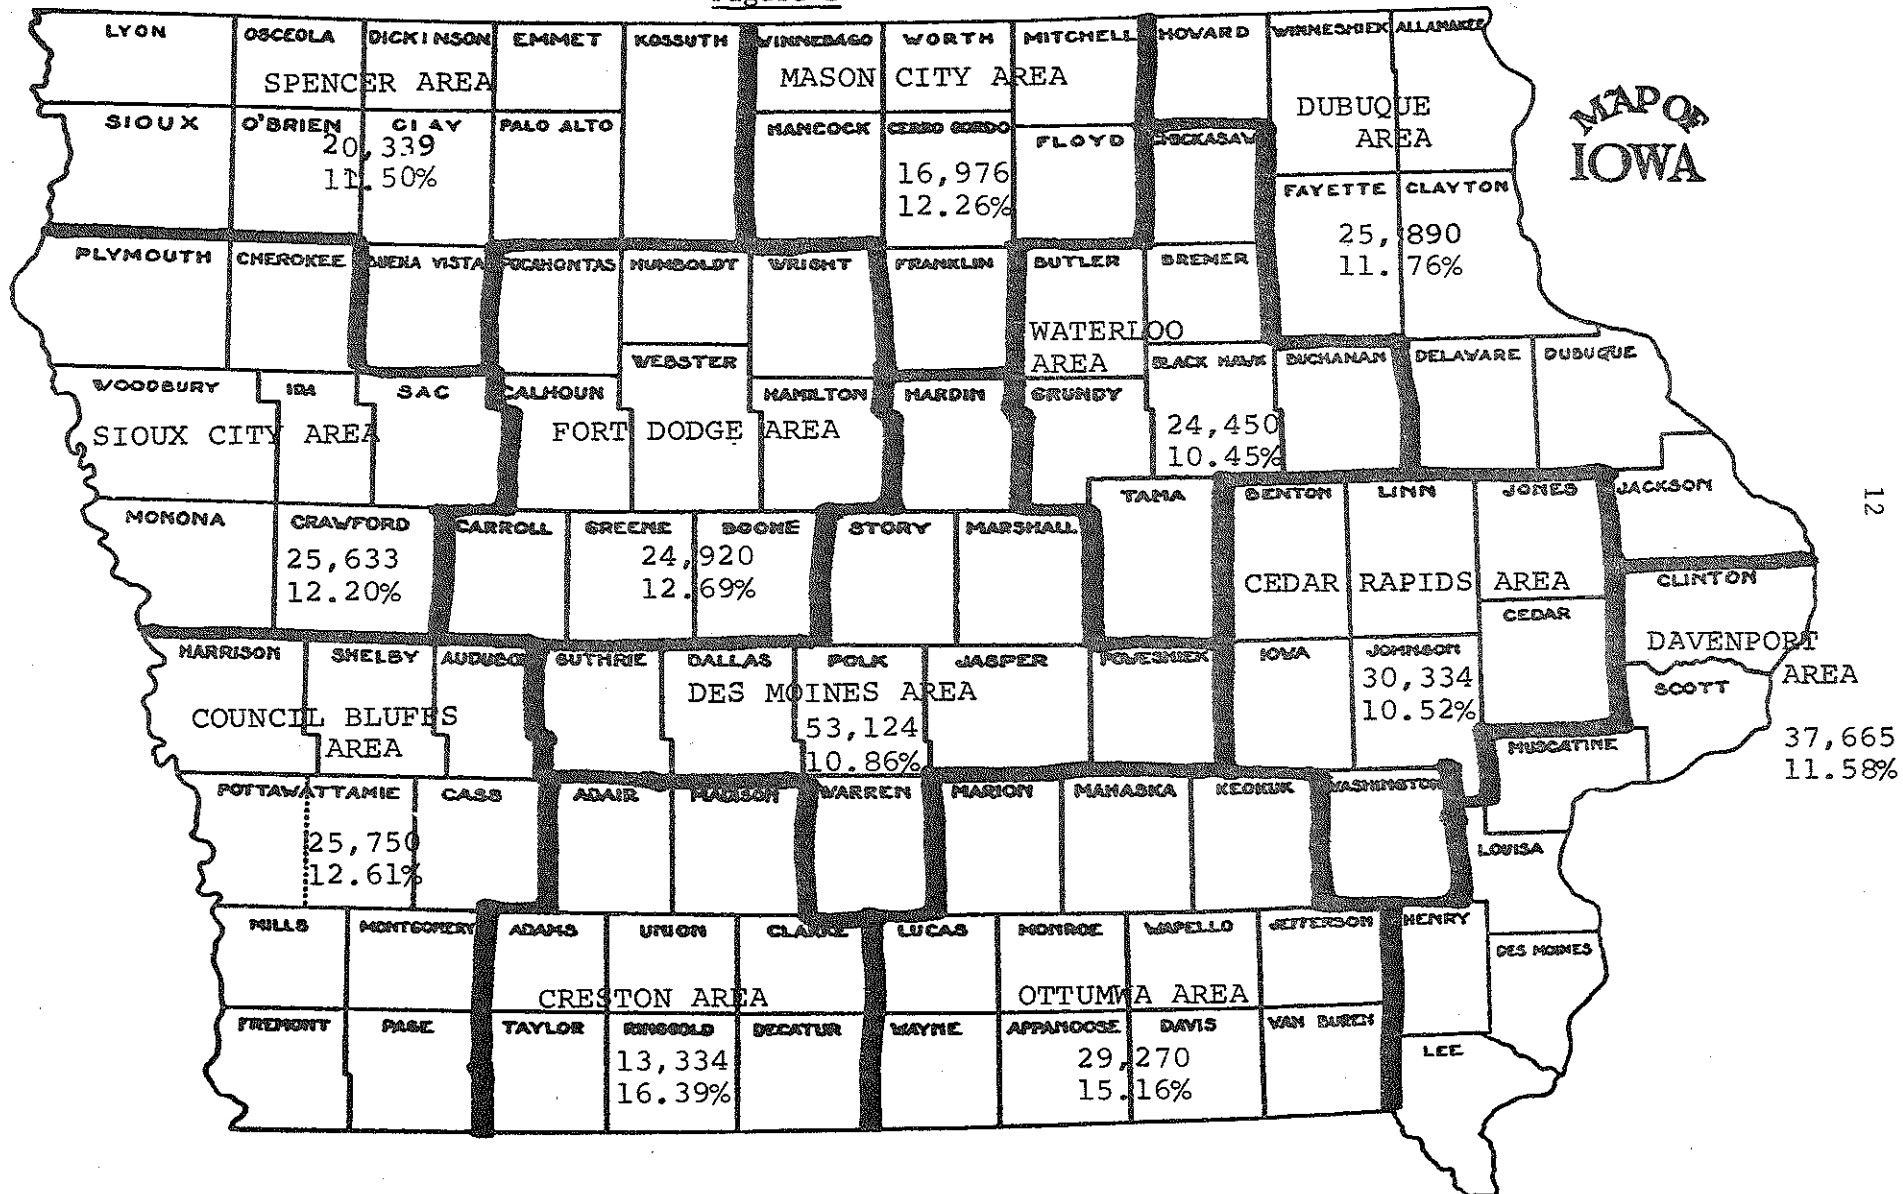 LYON OSCEOLA DICKINSON EMMET KOSSUTH WINNEBAGO WORTH MITCHELL HOWARD WINNESHIEK ALLAMAKEE
SPENCER AREA
MASON CITY AREA
DUBUQUE
AREA
MAP OF
IOWA
SIOUX O'BRIEN CLAY PALO ALTO HANCOCK CERRO GORDO FLOYD CHICKASAW
20,339
11.50%
16,976
12.26%
FAYETTE CLAYTON
25,890
11.76%
PLYMOUTH CHEROKEE BUENA VISTA POCAHONTAS HUMBOLDT WRIGHT FRANKLIN BUTLER BREMER
WATERLOO
AREA
WEBSTER BLACK HAWK BUCHANAN DELAWARE DUBUQUE
WOODBURY IDA SAC CALHOUN HAMILTON HARDIN GRUNDY
SIOUX CITY AREA
FORT DODGE AREA
24,450
10.45%
TAMA BENTON LINN JONES JACKSON
12
MONONA CRAWFORD CARROLL GREENE BOONE STORY MARSHALL
25,633
12.20%
24,920
12.69%
CEDAR RAPIDS AREA
CLINTON
CEDAR
DAVENPORT
AREA
HARRISON SHELBY AUDUBON GUTHRIE DALLAS POLK JASPER POWESHIEK IOWA JOHNSON
SCOTT
30,334
10.52%
DES MOINES AREA
53,124
10.86%
COUNCIL BLUFFS
AREA
MUSCATINE
37,665
11.58%
POTTAWATTAMIE CASS ADAIR MADISON WARREN MARION MAHASKA KEOKUK WASHINGTON
25,750
12.61%
LOUISA
MILLS MONTGOMERY ADAMS UNION CLARKE LUCAS MONROE WAPELLO JEFFERSON HENRY
DES MOINES
CRESTON AREA
OTTUMWA AREA
FREMONT PAGE TAYLOR RINGGOLD DECATUR WAYNE APPANOOSE DAVIS VAN BUREN
LEE
13,334
16.39%
29,270
15.16%